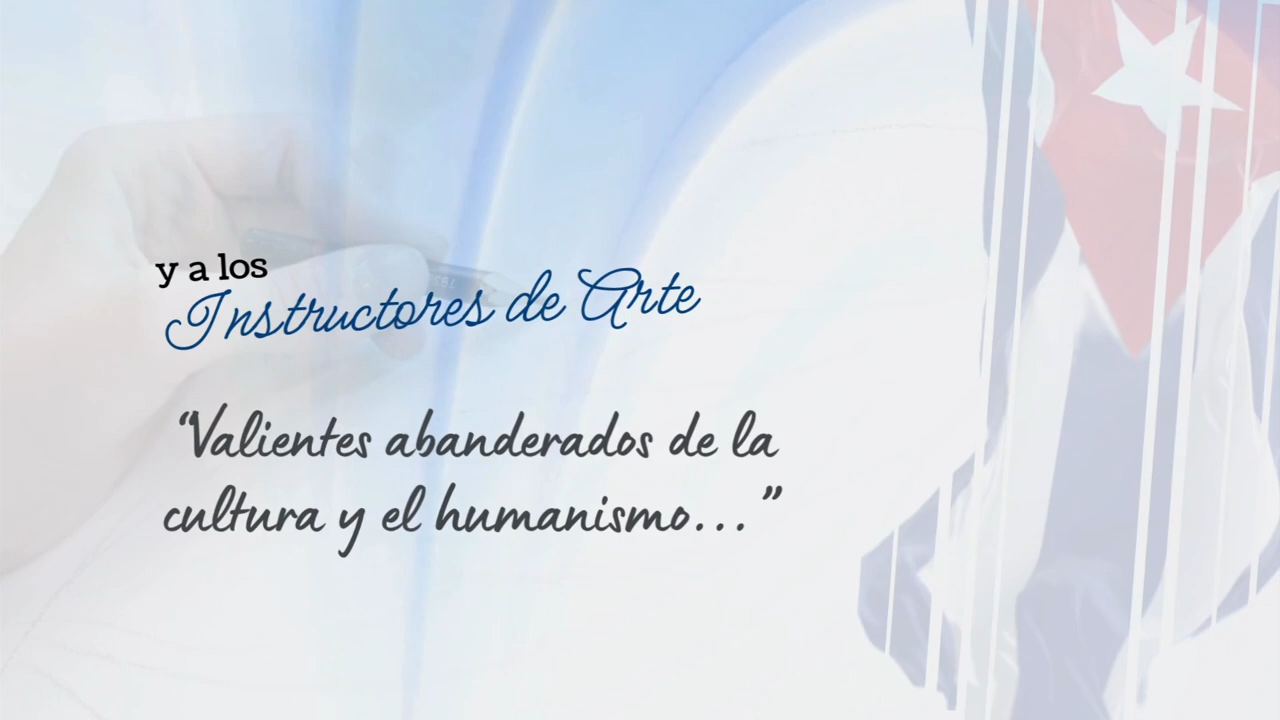 y a los
Instructores de Arte
“Valientes abanderados de la
cultura y el humanismo...”